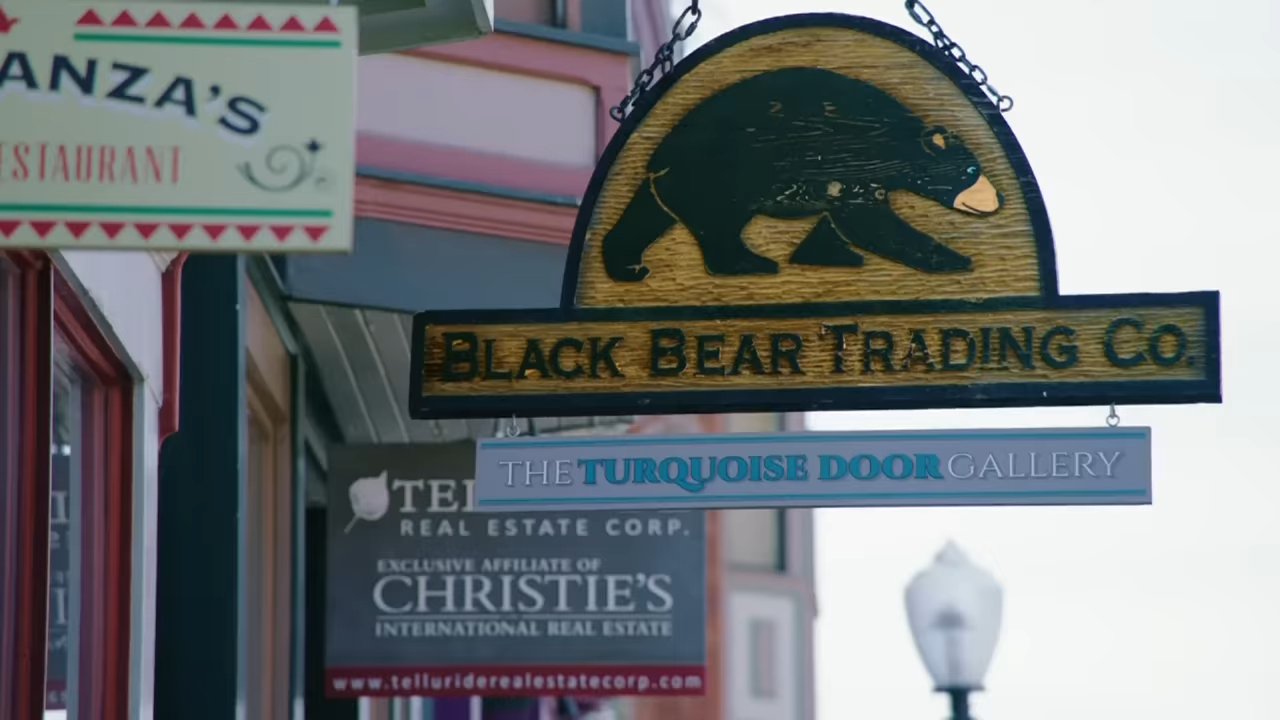 ANZA'S
ESTAURANT
BLACK BEAR TRADING CO.
THE TURQUOISE DOOR GALLERY
TEL
REAL ESTATE CORP.
EXCLUSIVE AFFILIATE OF
CHRISTIE'S
INTERNATIONAL REAL ESTATE
www.telluriderealestatecorp.com